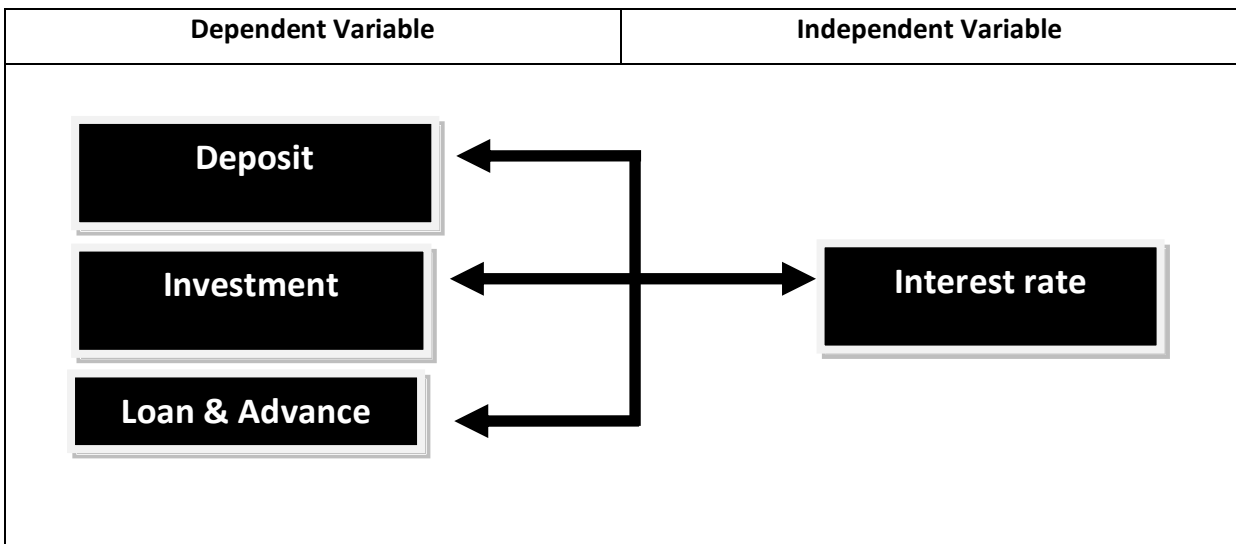 Dependent Variable
Independent Variable
Deposit
Investment
Interest rate
Loan & Advance